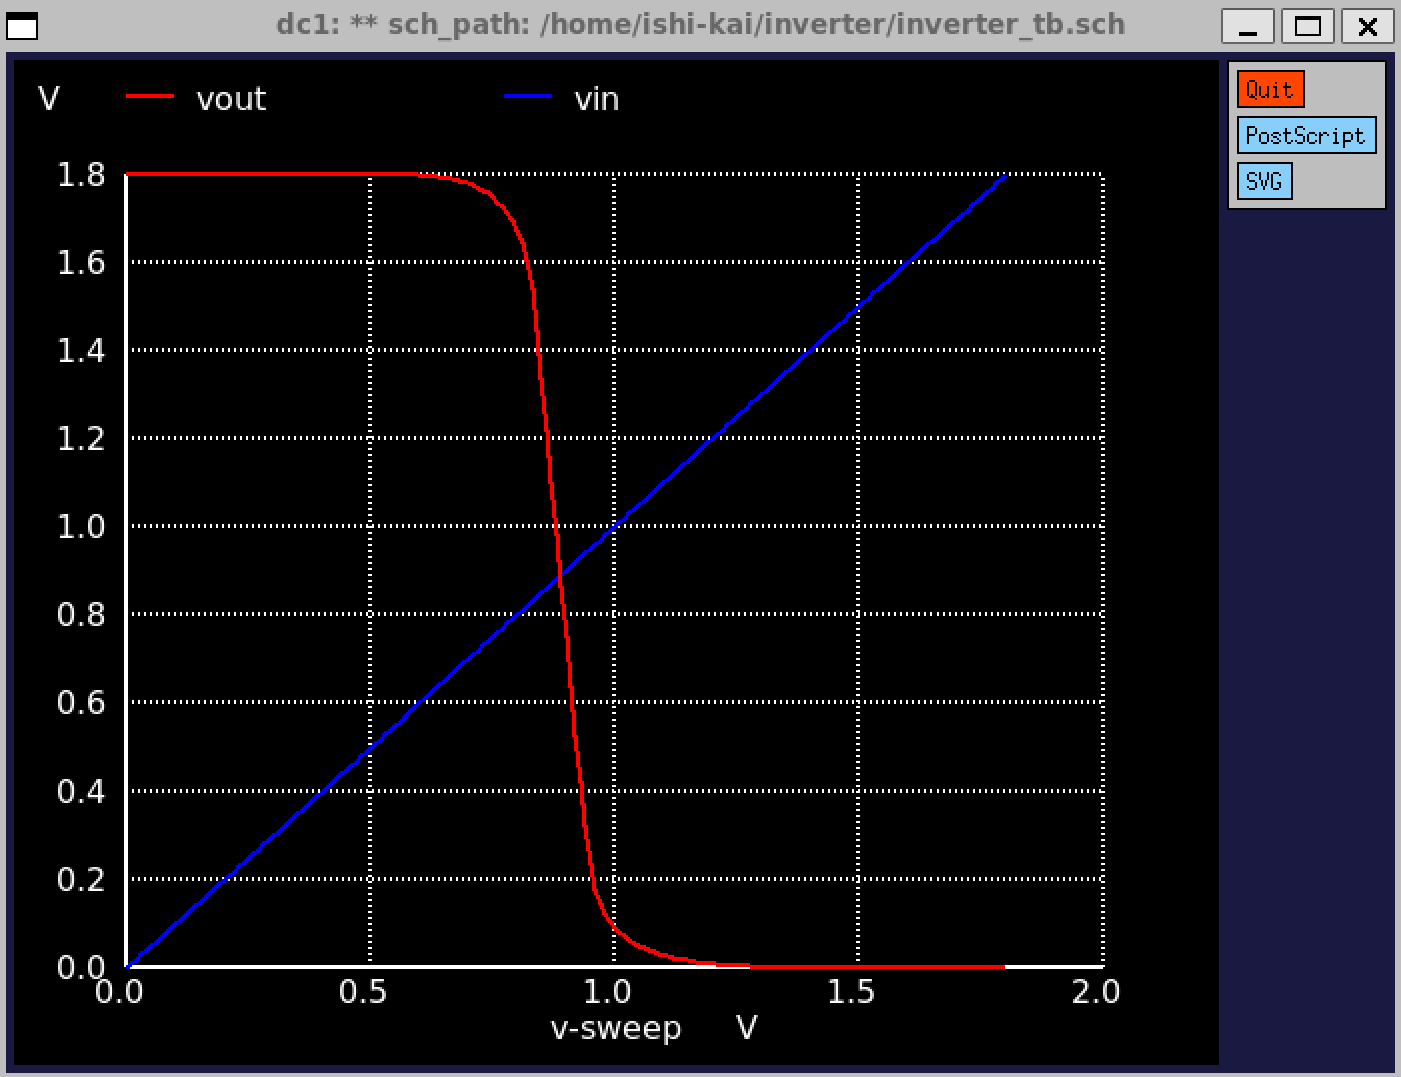 dc1: ** sch_path: /home/ishi-kai/inverter/inverter_tb.sch
Quit
PostScript
SVG
V vout vin
1.8
1.6
1.4
1.2
1.0
0.8
0.6
0.4
0.2
0.0
0.0 0.5 1.0 1.5 2.0
v-sweep V